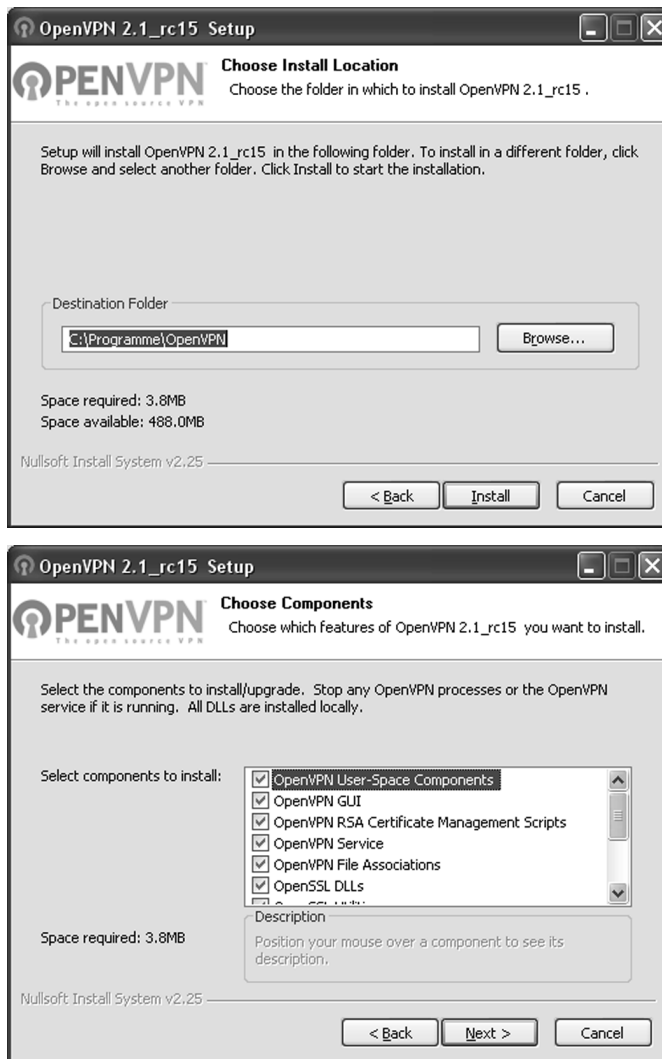 OpenVPN 2.1_rc15 Setup
OPENVPN
The open source VPN
Choose Install Location
Choose the folder in which to install OpenVPN 2.1_rc15 .
Setup will install OpenVPN 2.1_rc15 in the following folder. To install in a different folder, click
Browse and select another folder. Click Install to start the installation.
Destination Folder
C:\Programme\OpenVPN
Browse...
Space required: 3.8MB
Space available: 488.0MB
Nullsoft Install System v2.25
< Back
Install
Cancel
OpenVPN 2.1_rc15 Setup
OPENVPN
The open source VPN
Choose Components
Choose which features of OpenVPN 2.1_rc15 you want to install.
Select the components to install/upgrade. Stop any OpenVPN processes or the OpenVPN
service if it is running. All DLLs are installed locally.
Select components to install:
OpenVPN User-Space Components
OpenVPN GUI
OpenVPN RSA Certificate Management Scripts
OpenVPN Service
OpenVPN File Associations
OpenSSL DLLs
Space required: 3.8MB
Description
Position your mouse over a component to see its
description.
Nullsoft Install System v2.25
< Back
Next >
Cancel